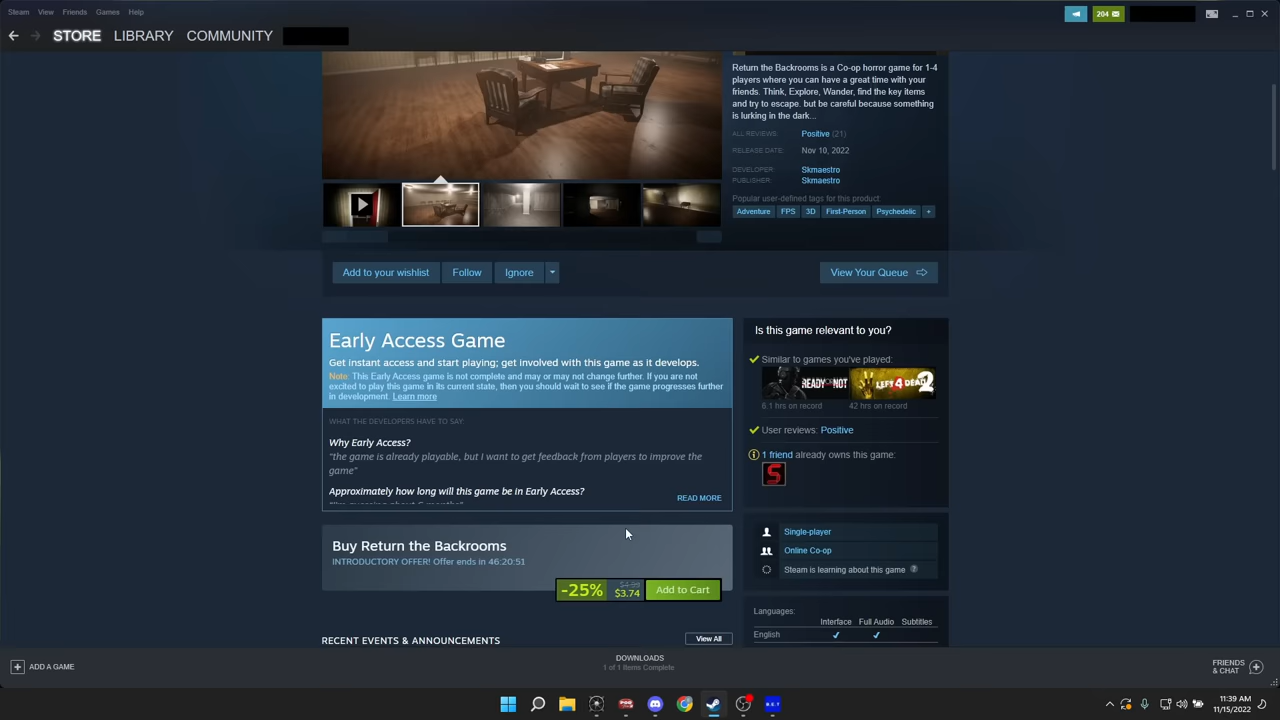 Steam View Friends Games Help
204
STORE LIBRARY COMMUNITY
Return the Backrooms is a Co-op horror game for 1-4
players where you can have a great time with your
friends. Think, Explore, Wander, find the key items
and try to escape. but be careful because something
is lurking in the dark...
ALL REVIEWS: Positive (21)
RELEASE DATE: Nov 10, 2022
DEVELOPER: Skmaestro
PUBLISHER: Skmaestro
Popular user-defined tags for this product
Adventure FPS 3D First-Person Psychedelic +
Add to your wishlist Follow Ignore View Your Queue
Early Access Game
Get instant access and start playing; get involved with this game as it develops.
Note: This Early Access game is not complete and may or may not change further. If you are not
excited to play this game in its current state, then you should wait to see if the game progresses further
in development. Learn more
WHAT THE DEVELOPERS HAVE TO SAY:
Why Early Access?
"the game is already playable, but I want to get feedback from players to improve the
game"
Approximately how long will this game be in Early Access?
READ MORE
Is this game relevant to you?
Similar to games you've played:
READY OR NOT LEFT 4 DEAD 2
6.1 hrs on record 42 hrs on record
User reviews: Positive
1 friend already owns this game:
S
Buy Return the Backrooms
INTRODUCTORY OFFER! Offer ends in 46:20:51
-25% $4.99 $3.74 Add to Cart
Single-player
Online Co-op
Steam is learning about this game ?
Languages:
Interface Full Audio Subtitles
English ✔ ✔
RECENT EVENTS & ANNOUNCEMENTS View All
+ ADD A GAME
DOWNLOADS
1 of 1 Items Complete
FRIENDS
& CHAT +
11:39 AM
11/15/2022